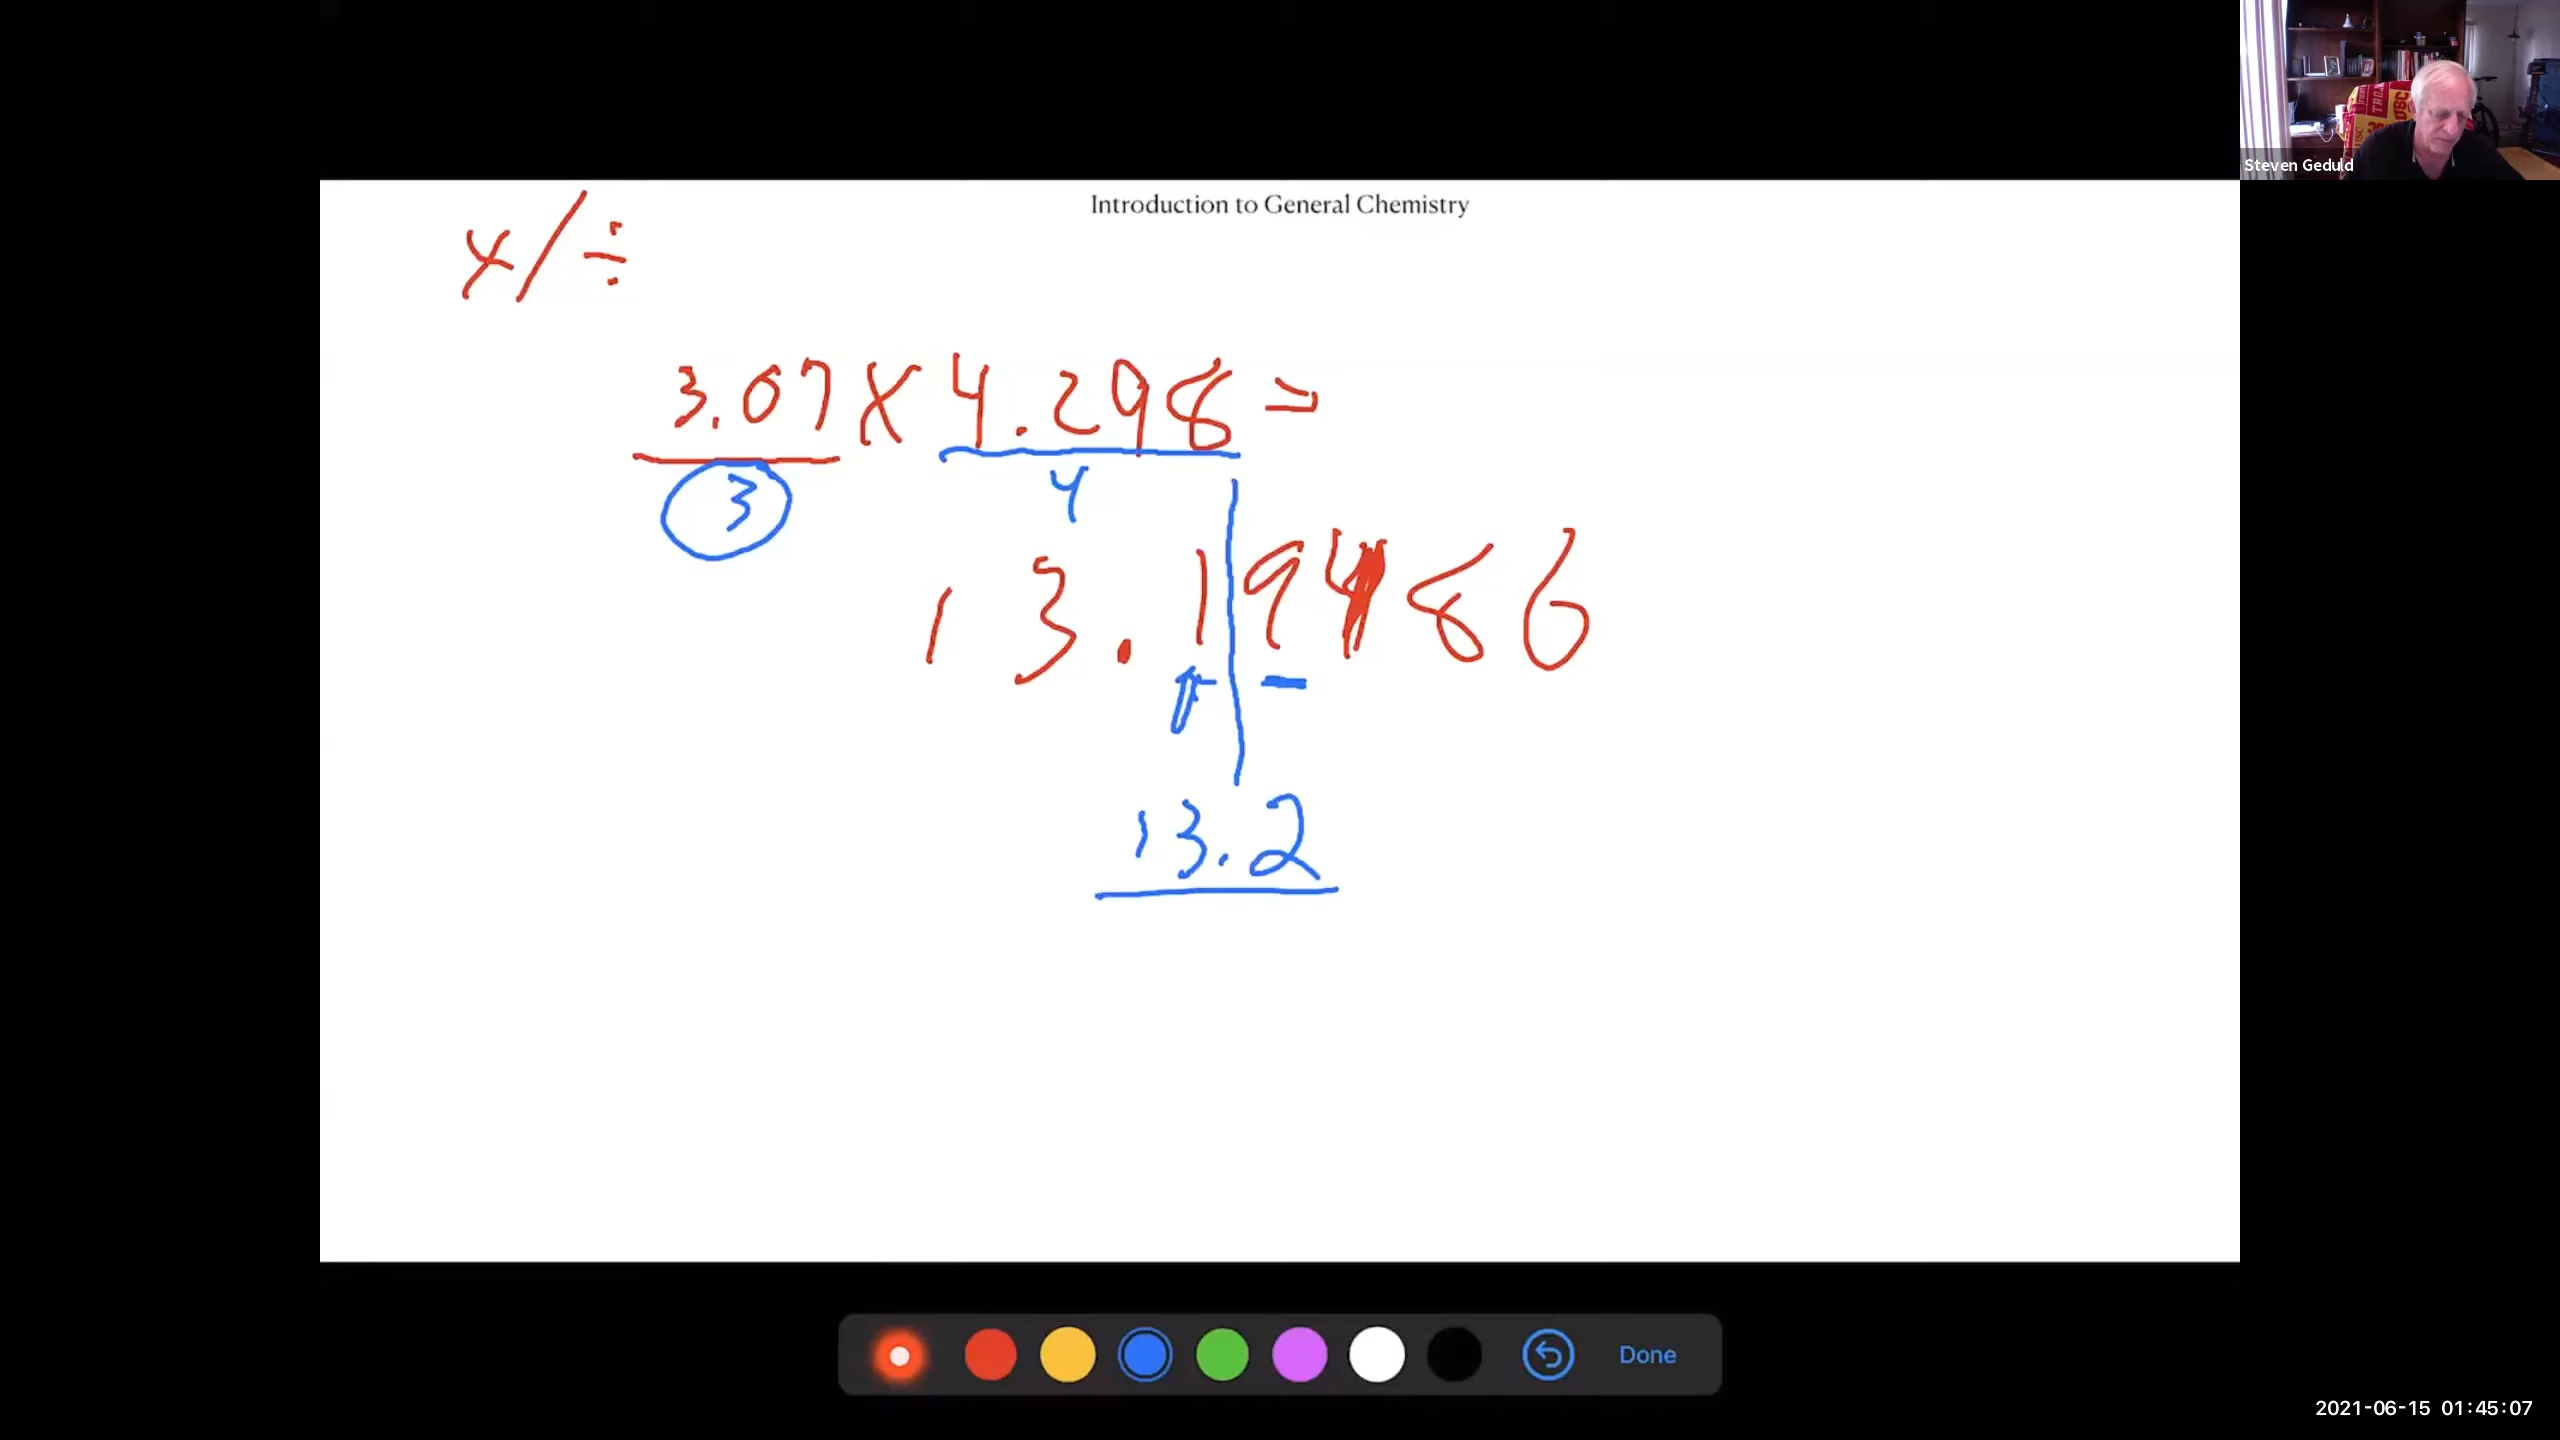 Steven Geduld
Introduction to General Chemistry
x/÷
3.07 x 4.298 =
3 4
13.19486
13.2
Done
2021-06-15 01:45:07